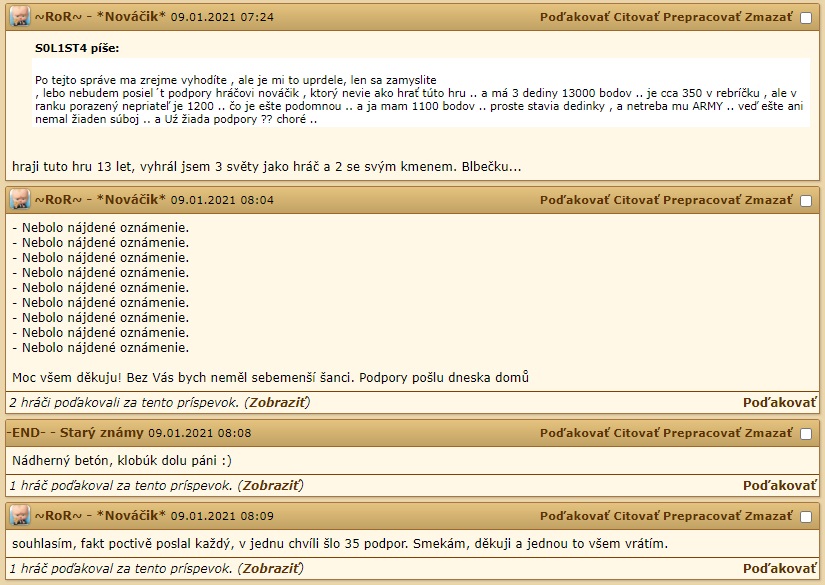 ~RoR~ - *Nováčik* 09.01.2021 07:24 Poďakovať Citovať Prepracovať Zmazať
S0L1ST4 píše:
Po tejto správe ma zrejme vyhodíte , ale je mi to uprdele, len sa zamyslite
, lebo nebudem posiel´t podpory hráčovi nováčik , ktorý nevie ako hrať túto hru .. a má 3 dediny 13000 bodov .. je cca 350 v rebríčku , ale v
ranku porazený nepriateľ je 1200 .. čo je ešte podomnou .. a ja mam 1100 bodov .. proste stavia dedinky , a netreba mu ARMY .. veď ešte ani
nemal žiaden súboj .. a Už žiada podpory ?? choré ..
hraji tuto hru 13 let, vyhrál jsem 3 světy jako hráč a 2 se svým kmenem. Blbečku...
~RoR~ - *Nováčik* 09.01.2021 08:04 Poďakovať Citovať Prepracovať Zmazať
- Nebolo nájdené oznámenie.
- Nebolo nájdené oznámenie.
- Nebolo nájdené oznámenie.
- Nebolo nájdené oznámenie.
- Nebolo nájdené oznámenie.
- Nebolo nájdené oznámenie.
- Nebolo nájdené oznámenie.
- Nebolo nájdené oznámenie.
- Nebolo nájdené oznámenie.
Moc všem děkuju! Bez Vás bych neměl sebemenší šanci. Podpory pošlu dneska domů
2 hráči poďakovali za tento príspevok. (Zobraziť) Poďakovať
-END- - Starý známy 09.01.2021 08:08 Poďakovať Citovať Prepracovať Zmazať
Nádherný betón, klobúk dolu páni :)
1 hráč poďakoval za tento príspevok. (Zobraziť) Poďakovať
~RoR~ - *Nováčik* 09.01.2021 08:09 Poďakovať Citovať Prepracovať Zmazať
souhlasím, fakt poctivě poslal každý, v jednu chvíli šlo 35 podpor. Smekám, děkuji a jednou to všem vrátím.
1 hráč poďakoval za tento príspevok. (Zobraziť) Poďakovať